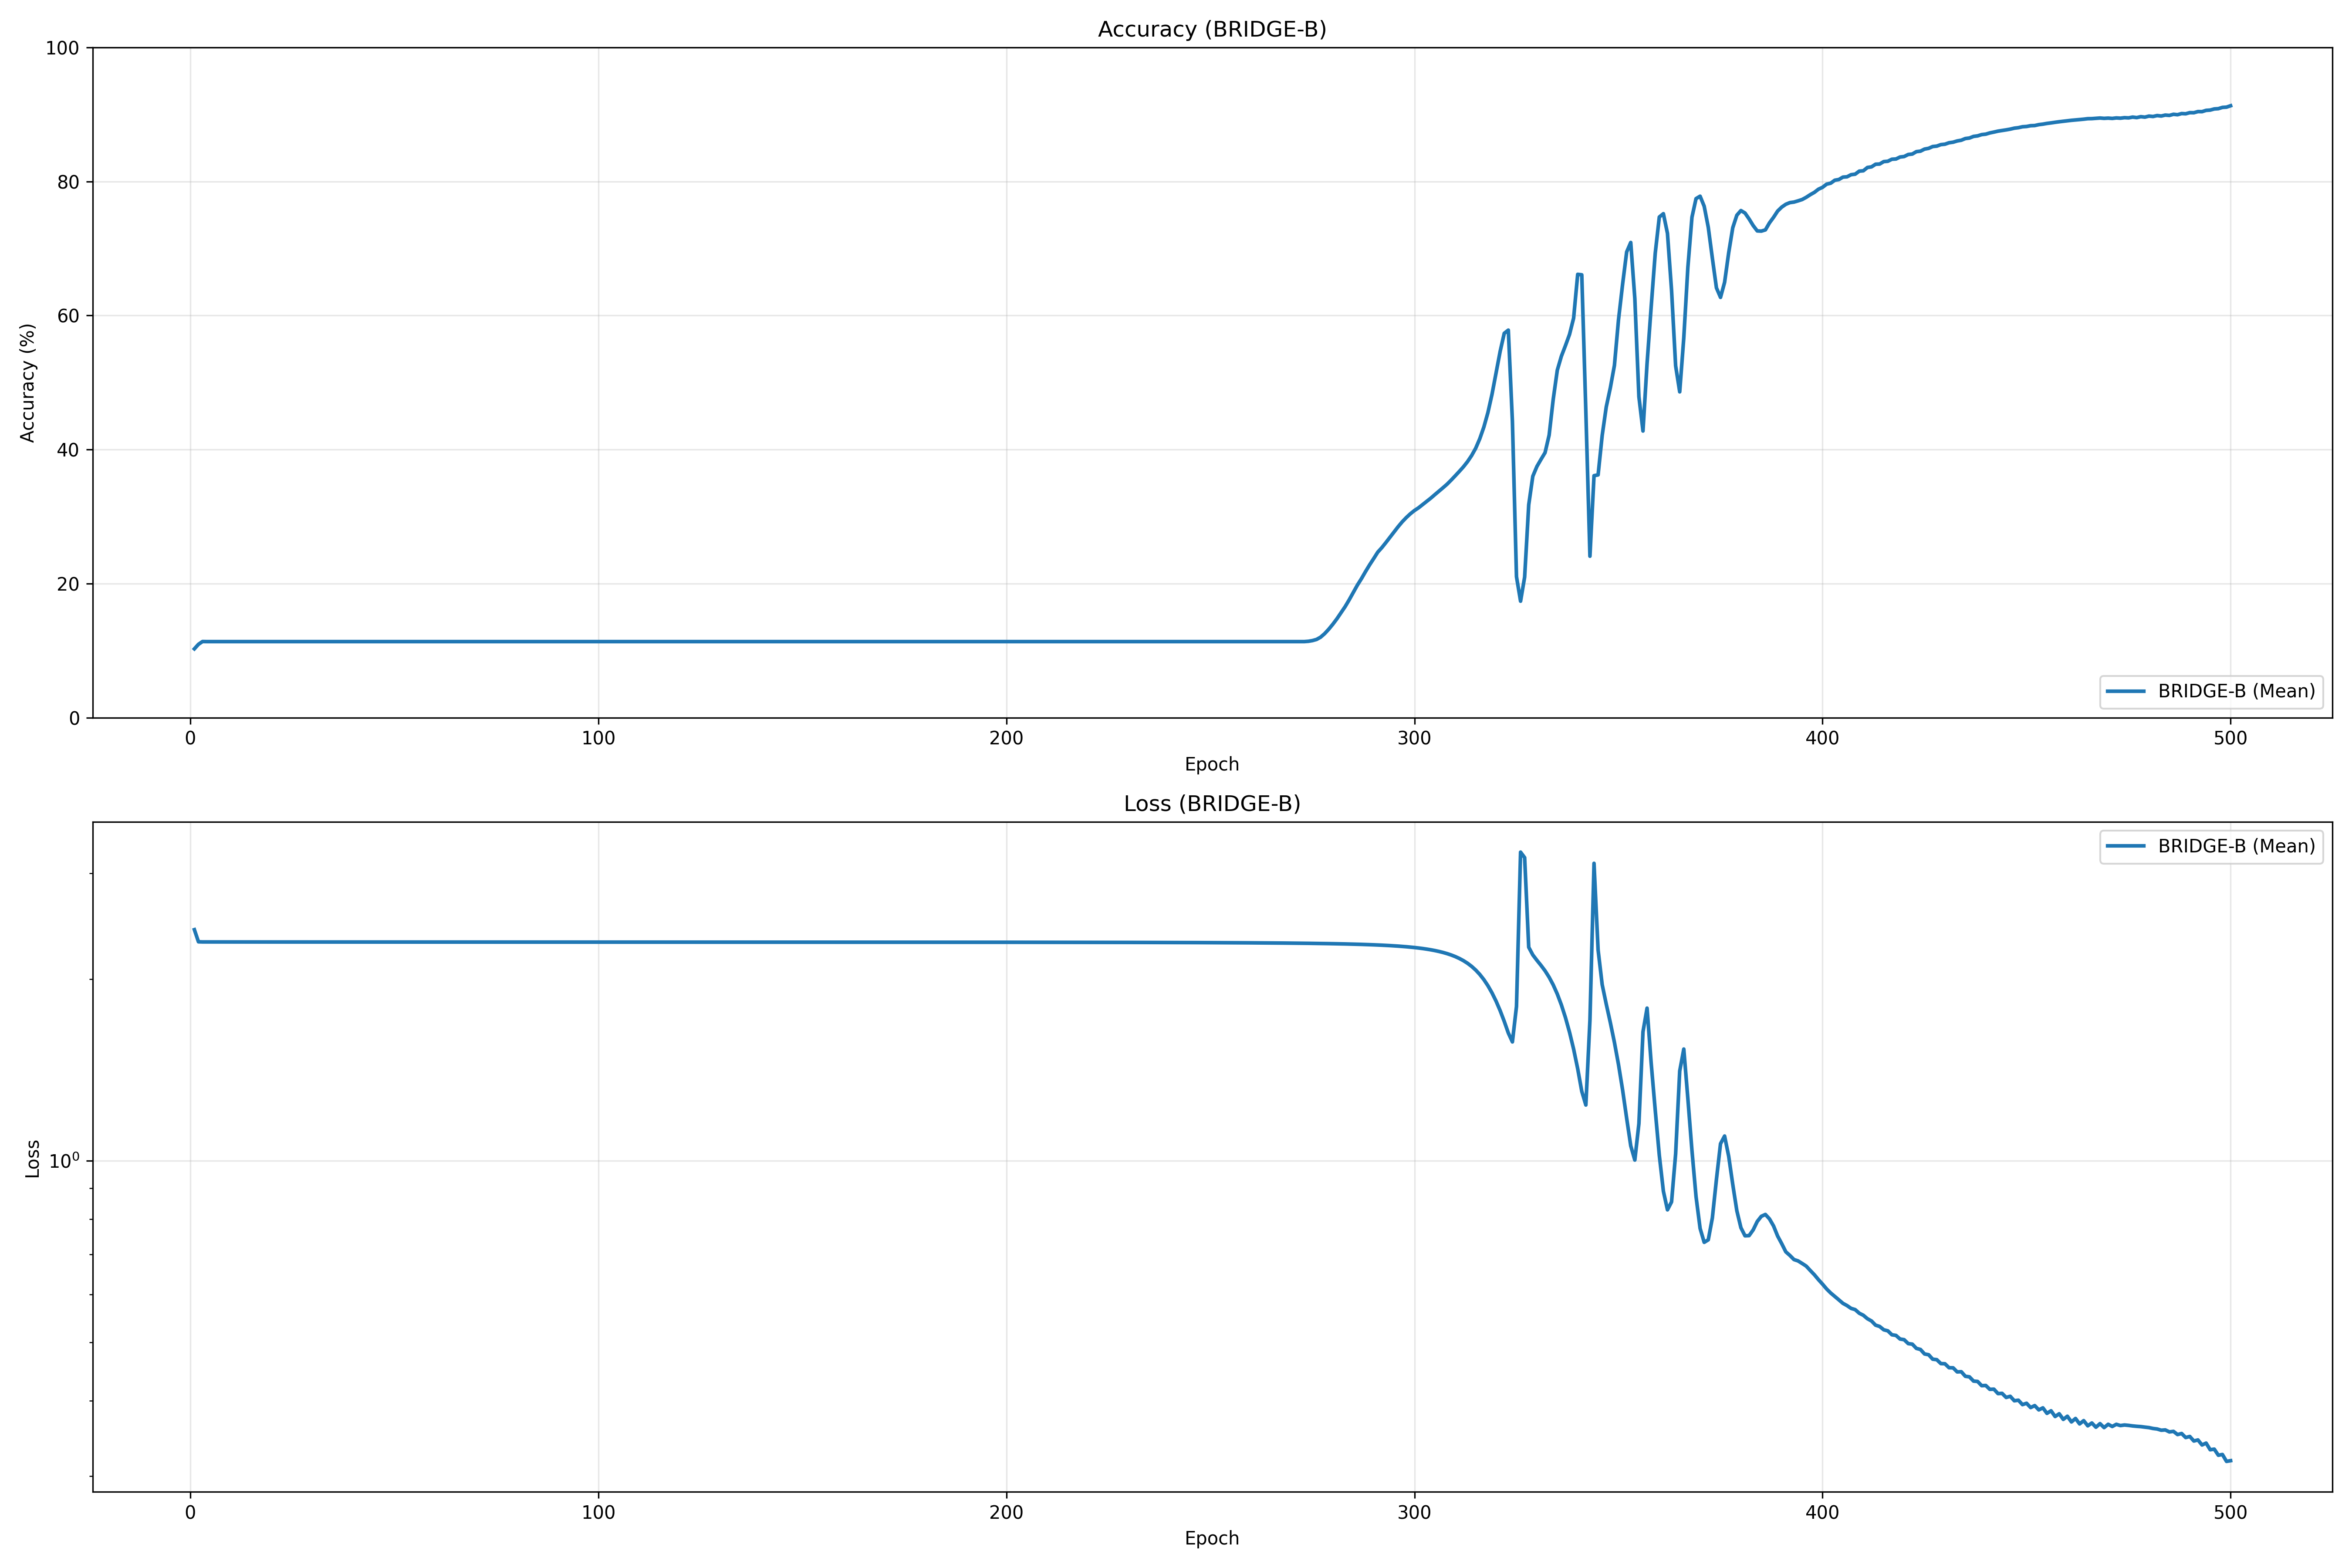 Accuracy (BRIDGE-B)
100
80
60
40
20
0
Accuracy (%)
BRIDGE-B (Mean)
0 100 200 300 400 500
Epoch
Loss (BRIDGE-B)
BRIDGE-B (Mean)
Loss
10⁰
0 100 200 300 400 500
Epoch